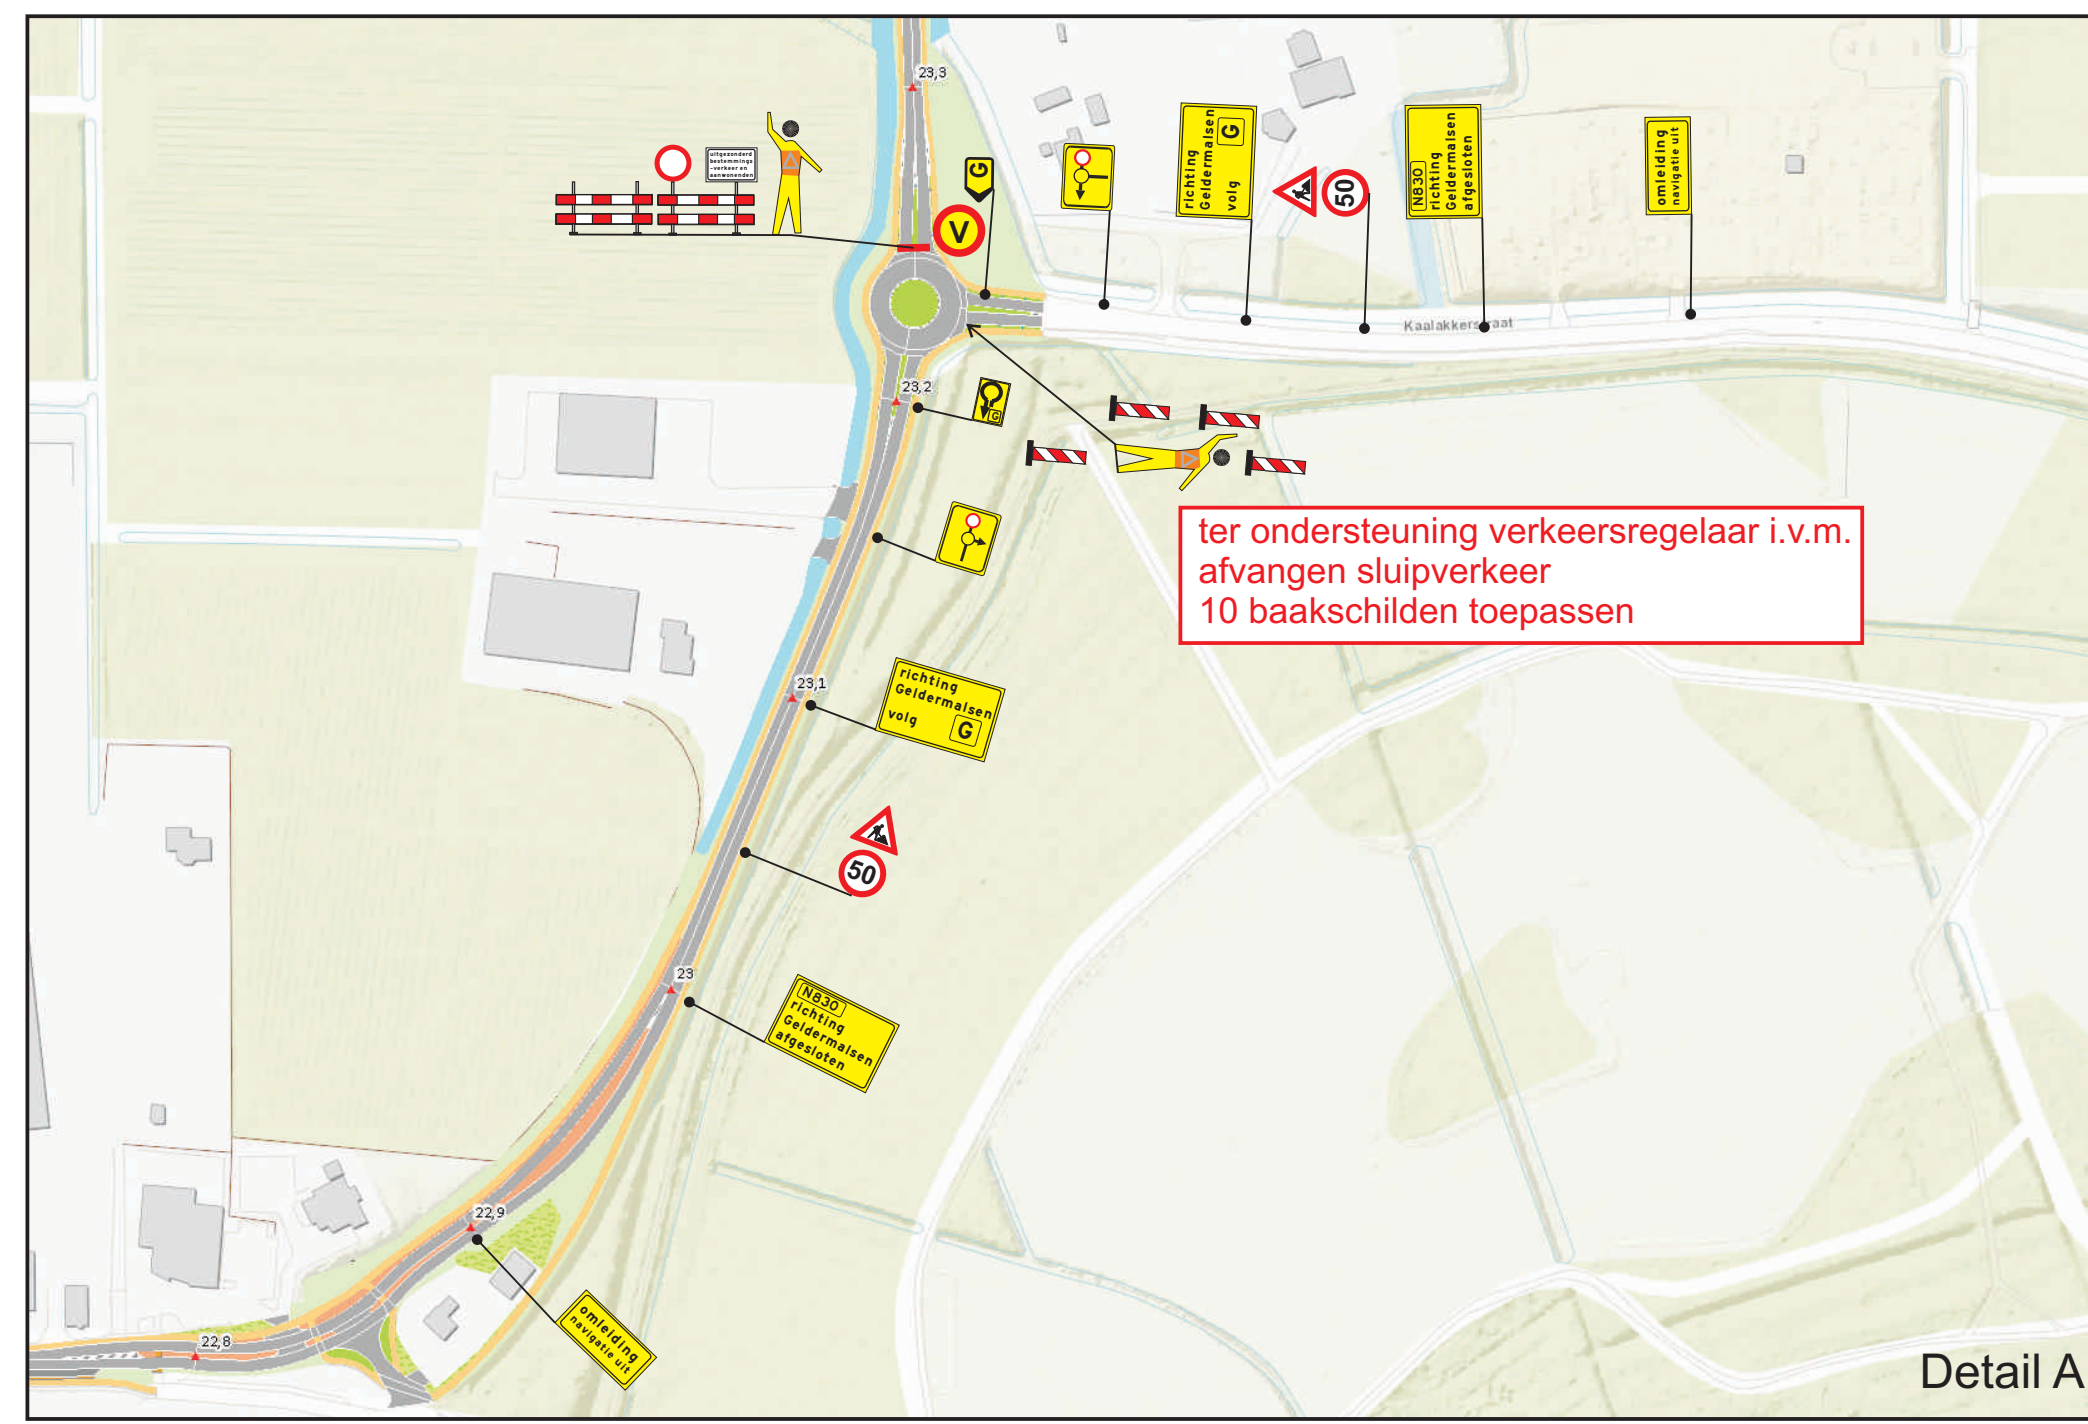 23,3
uitgezonderd
bestemmings
-verkeer en
aanwonenden
G
V
richting
Geldermalsen
volg G
50
N830
richting
Geldermalsen
afgesloten
omleiding
navigatie uit
Kaalakkerstraat
23,2
G
ter ondersteuning verkeersregelaar i.v.m.
afvangen sluipverkeer
10 baakschilden toepassen
23,1
richting
Geldermalsen
volg G
50
23
N830
richting
Geldermalsen
afgesloten
22,9
omleiding
navigatie uit
22,8
Detail A